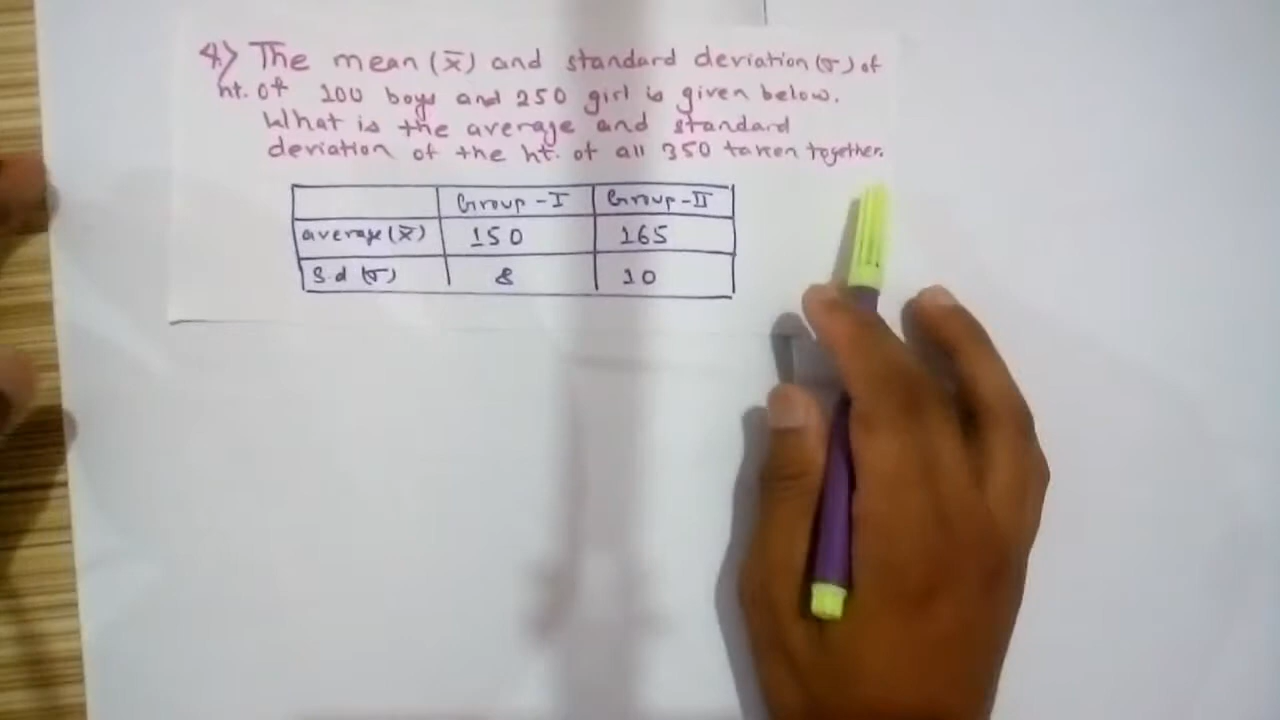 Q) The mean (x̄) and standard deviation (σ) of
ht. of 100 boys and 250 girl is given below.
What is the average and standard
deviation of the ht. of all 350 taken together.
Group - I Group - II
average (x̄) 150 165
S.d (σ) 8 10